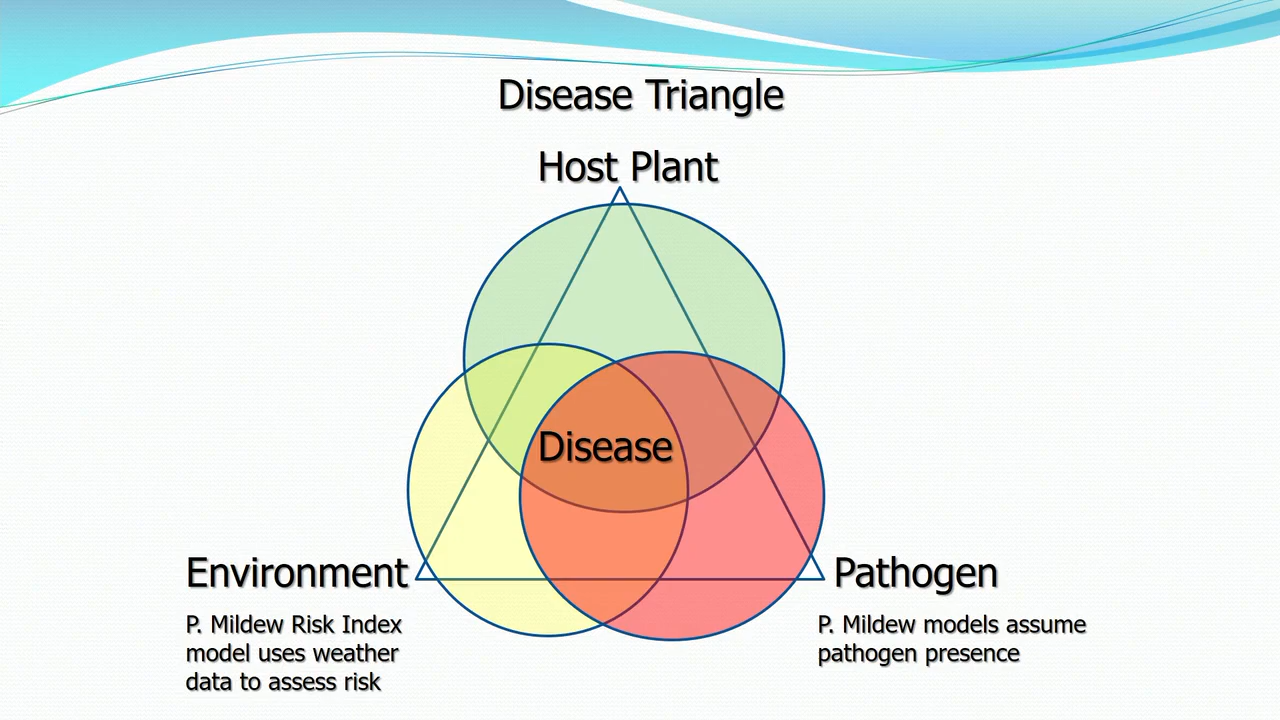 Disease Triangle
Host Plant
Disease
Environment
P. Mildew Risk Index
model uses weather
data to assess risk
Pathogen
P. Mildew models assume
pathogen presence